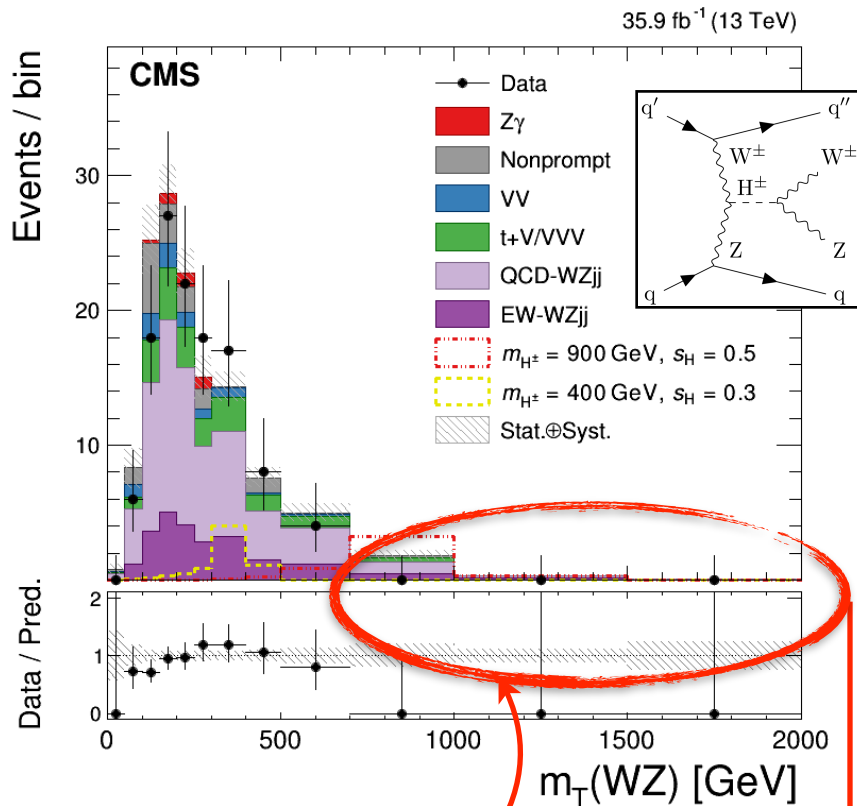 35.9 fb⁻¹ (13 TeV)
CMS
Events / bin
30
20
10
Data
Zγ
Nonprompt
VV
t+V/VVV
QCD-WZjj
EW-WZjj
m_H± = 900 GeV, s_H = 0.5
m_H± = 400 GeV, s_H = 0.3
Stat.⊕Syst.
q′ q″
W± W±
H±
Z Z
q q
Data / Pred.
2
1
0
0 500 1000 1500 2000
m_T(WZ) [GeV]